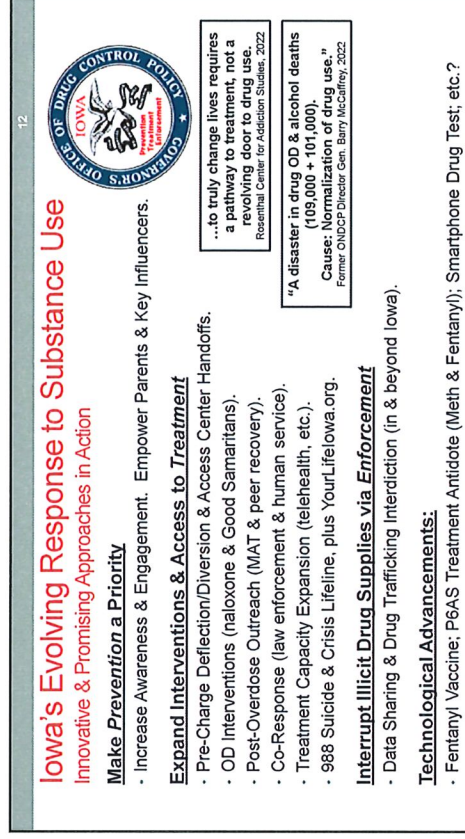 12
Iowa's Evolving Response to Substance Use
Innovative & Promising Approaches in Action
GOVERNOR'S OFFICE OF DRUG CONTROL POLICY
IOWA
Prevention
Treatment
Enforcement
Make Prevention a Priority
• Increase Awareness & Engagement. Empower Parents & Key Influencers.
Expand Interventions & Access to Treatment
• Pre-Charge Deflection/Diversion & Access Center Handoffs.
• OD Interventions (naloxone & Good Samaritans).
• Post-Overdose Outreach (MAT & peer recovery).
• Co-Response (law enforcement & human service).
• Treatment Capacity Expansion (telehealth, etc.).
• 988 Suicide & Crisis Lifeline, plus YourLifeIowa.org.
...to truly change lives requires
a pathway to treatment, not a
revolving door to drug use.
Rosenthal Center for Addiction Studies, 2022
"A disaster in drug OD & alcohol deaths
(109,000 + 101,000).
Cause: Normalization of drug use."
Former ONDCP Director Gen. Barry McCaffrey, 2022
Interrupt Illicit Drug Supplies via Enforcement
• Data Sharing & Drug Trafficking Interdiction (in & beyond Iowa).
Technological Advancements:
• Fentanyl Vaccine; P6AS Treatment Antidote (Meth & Fentanyl); Smartphone Drug Test; etc.?